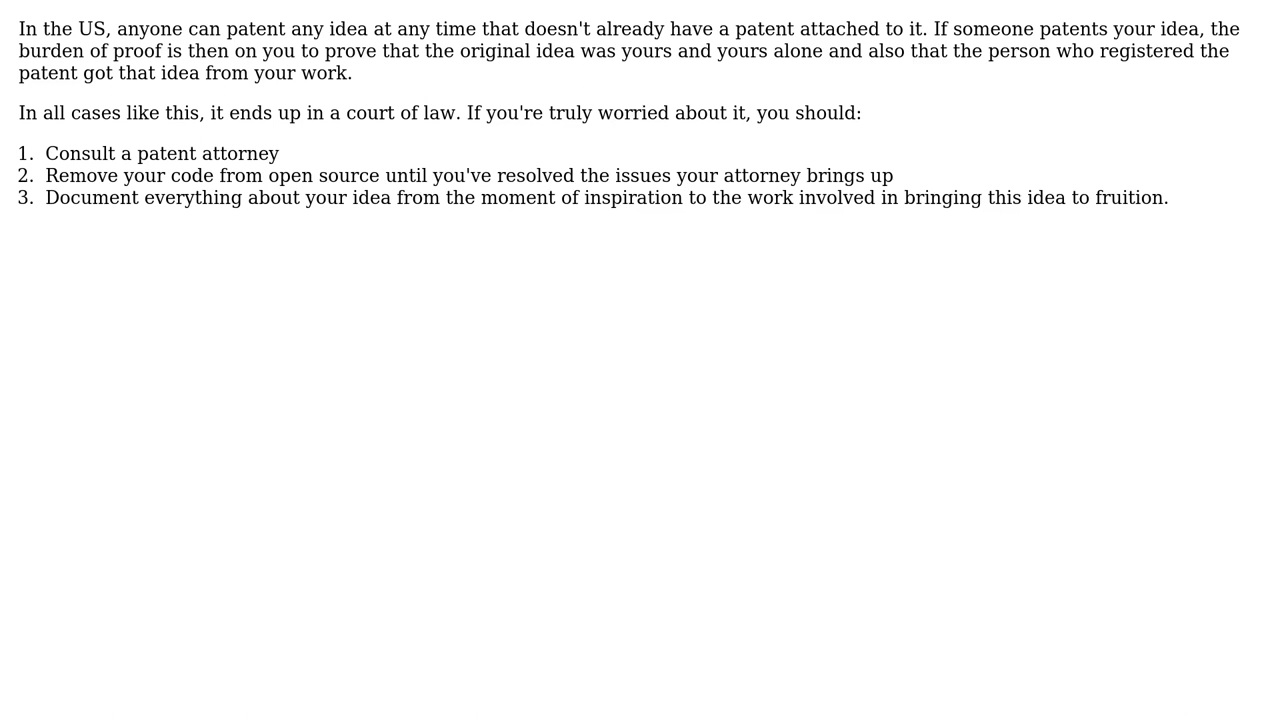 In the US, anyone can patent any idea at any time that doesn't already have a patent attached to it. If someone patents your idea, the
burden of proof is then on you to prove that the original idea was yours and yours alone and also that the person who registered the
patent got that idea from your work.
In all cases like this, it ends up in a court of law. If you're truly worried about it, you should:
1. Consult a patent attorney
2. Remove your code from open source until you've resolved the issues your attorney brings up
3. Document everything about your idea from the moment of inspiration to the work involved in bringing this idea to fruition.